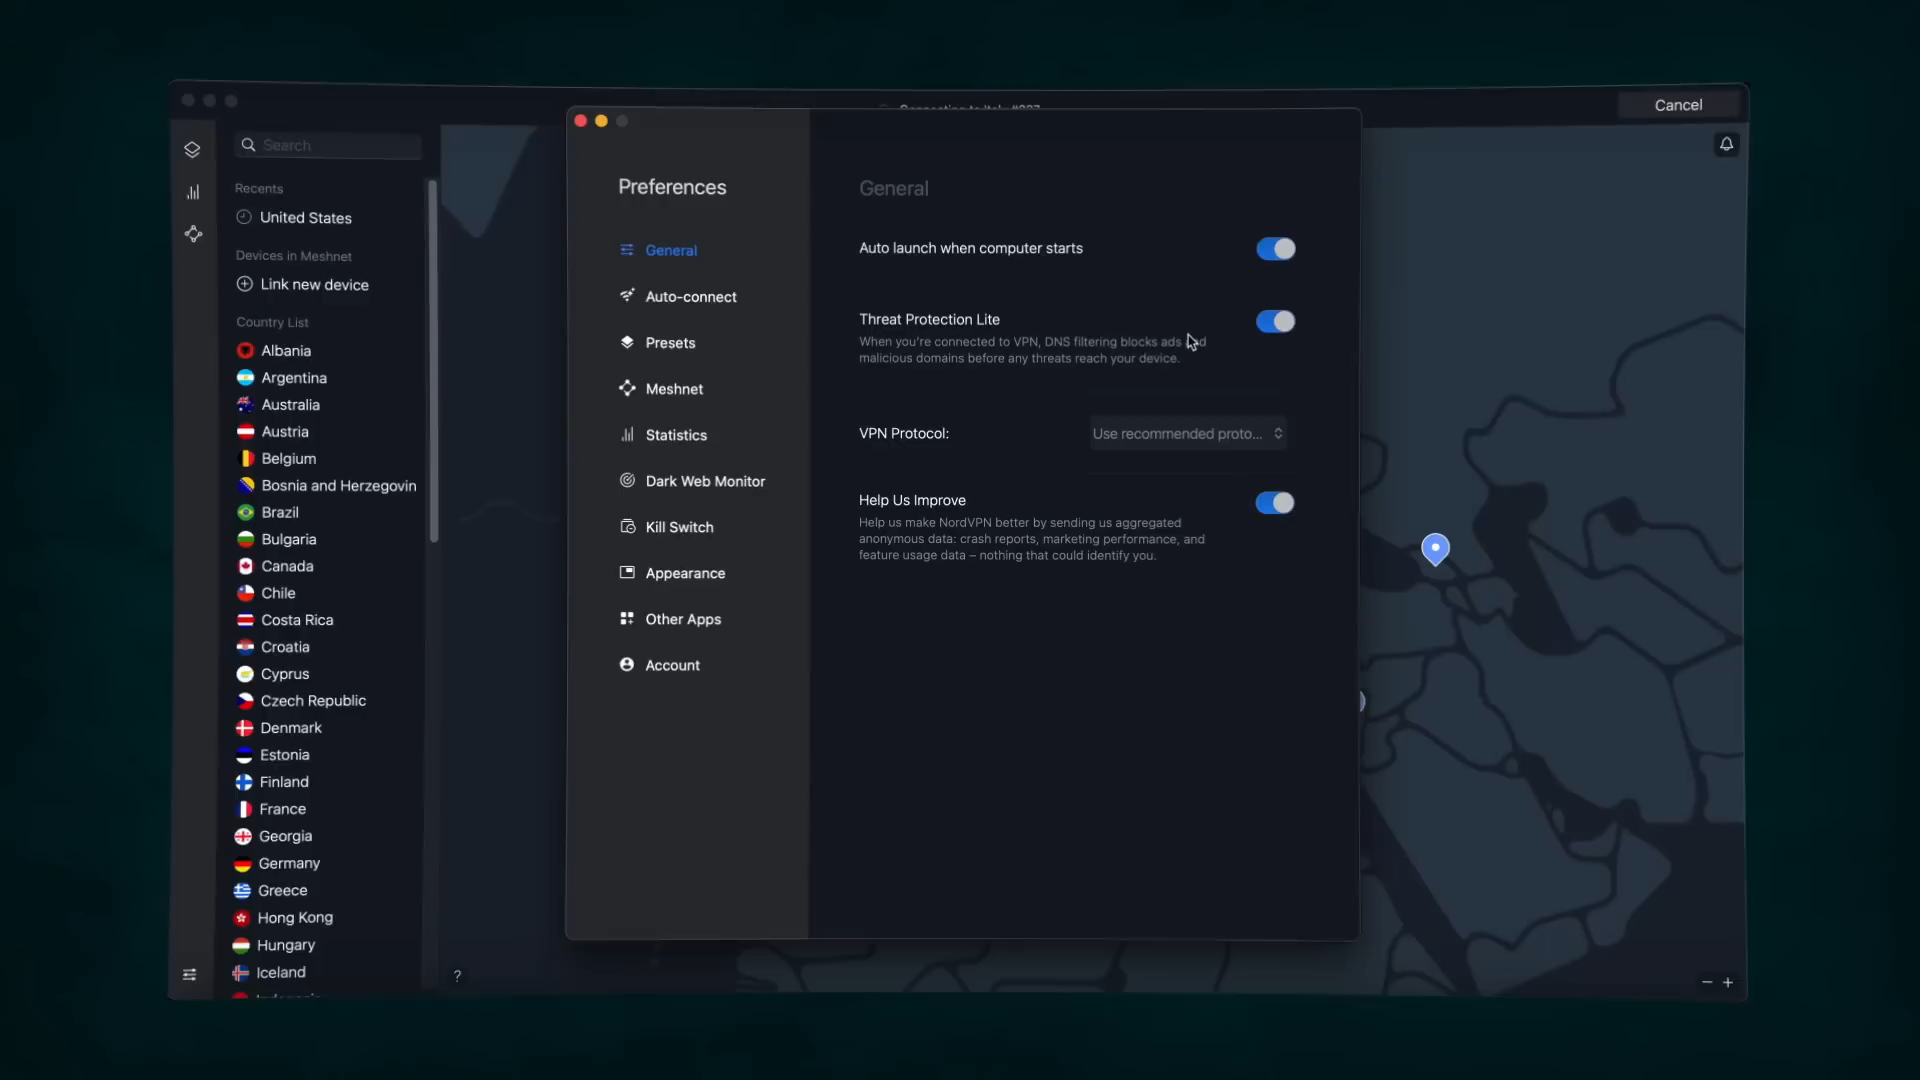 Cancel
Search
Recents
United States
Devices in Meshnet
Link new device
Country List
Albania
Argentina
Australia
Austria
Belgium
Bosnia and Herzegovin
Brazil
Bulgaria
Canada
Chile
Costa Rica
Croatia
Cyprus
Czech Republic
Denmark
Estonia
Finland
France
Georgia
Germany
Greece
Hong Kong
Hungary
Iceland
?
Preferences
General
Auto-connect
Presets
Meshnet
Statistics
Dark Web Monitor
Kill Switch
Appearance
Other Apps
Account
General
Auto launch when computer starts
Threat Protection Lite
When you're connected to VPN, DNS filtering blocks ads and
malicious domains before any threats reach your device.
VPN Protocol:
Use recommended proto...
Help Us Improve
Help us make NordVPN better by sending us aggregated
anonymous data: crash reports, marketing performance, and
feature usage data – nothing that could identify you.
− +